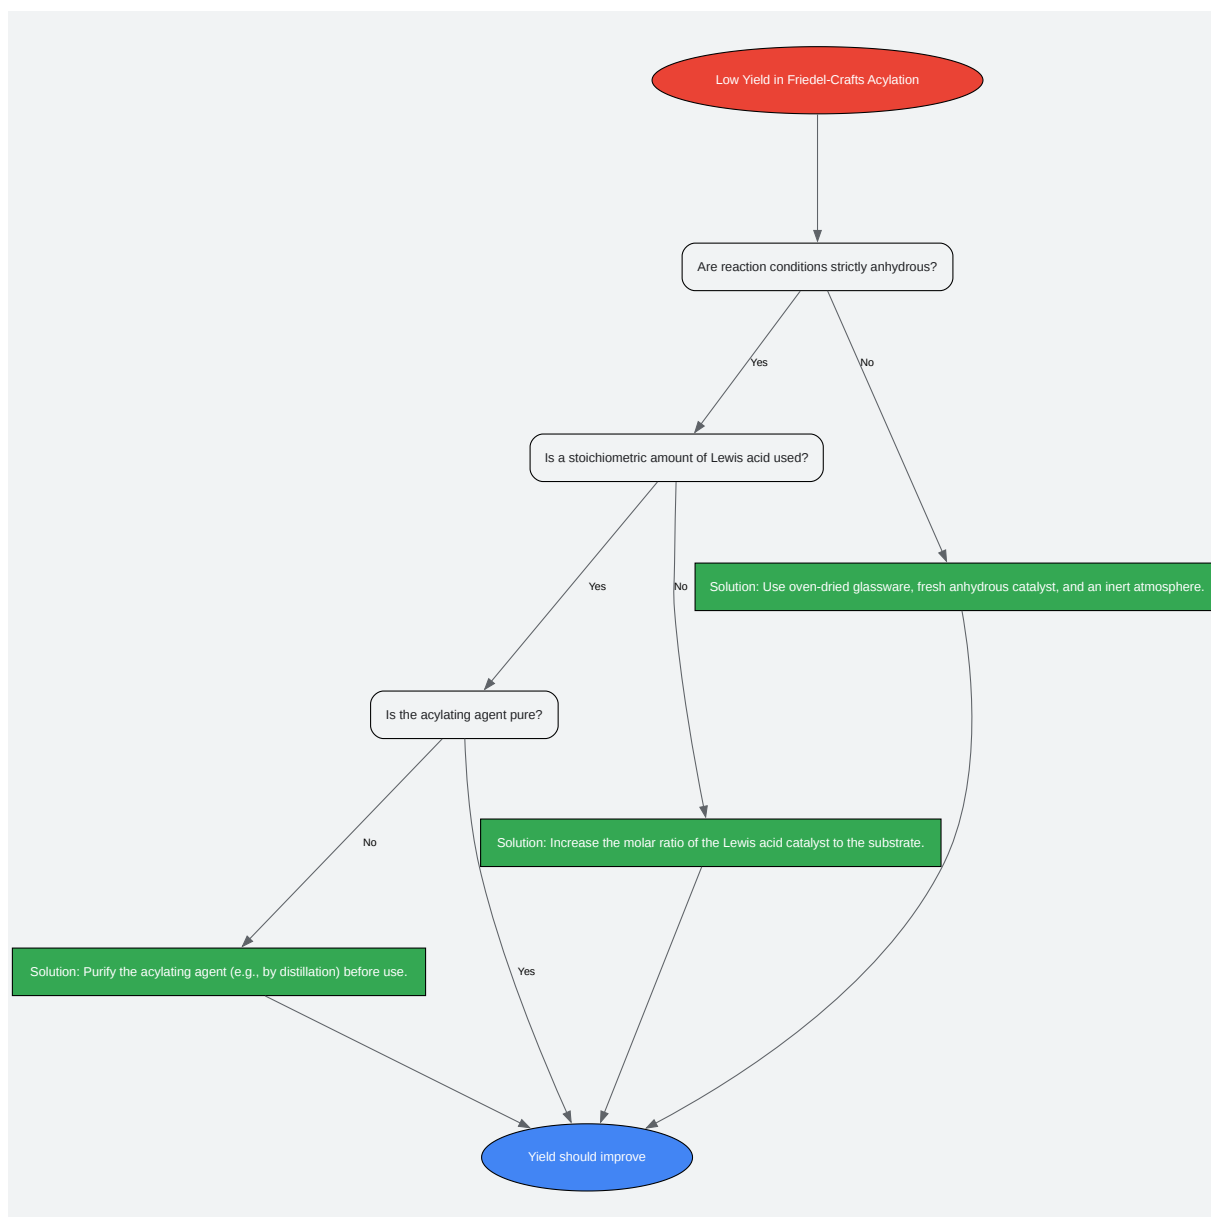 Low Yield in Friedel-Crafts Acylation
Are reaction conditions strictly anhydrous?
Yes
No
Is a stoichiometric amount of Lewis acid used?
Yes
No
Solution: Use oven-dried glassware, fresh anhydrous catalyst, and an inert atmosphere.
Is the acylating agent pure?
No
Solution: Increase the molar ratio of the Lewis acid catalyst to the substrate.
Solution: Purify the acylating agent (e.g., by distillation) before use.
Yes
Yield should improve